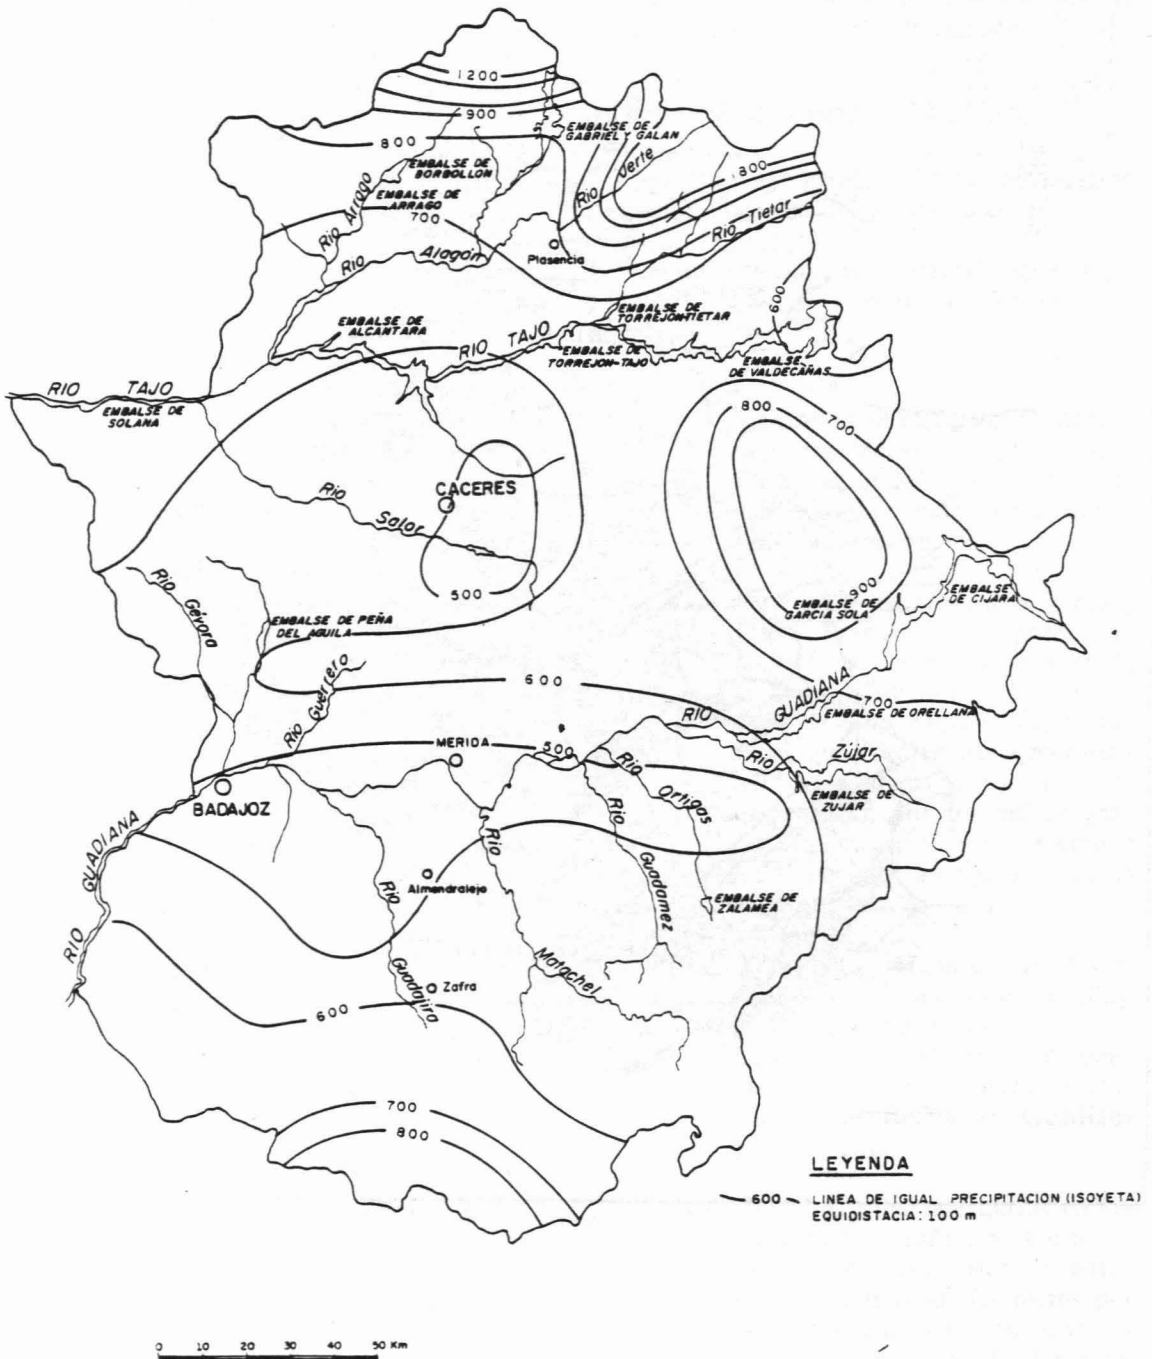 1200
900
800
EMBALSE DE
GABRIEL Y GALAN
EMBALSE DE
BORBOLLON
Rio Jerte
1.800
EMBALSE DE
ARRAGO
Rio Arrago
700
Rio Tietar
Rio Alagón
Plasencia
600
EMBALSE DE
TORREJON-TIETAR
EMBALSE DE
ALCANTARA
RIO TAJO
EMBALSE DE
TORREJON-TAJO
EMBALSE DE
VALDECAÑAS
RIO TAJO
EMBALSE DE
SOLANA
800
700
CACERES
Rio Salor
500
900
EMBALSE DE
GARCIA SOLA
EMBALSE
DE CIJARA
Rio Gévora
EMBALSE DE PEÑA
DEL AGUILA
Rio Guerrero
600
700
RIO GUADIANA
EMBALSE DE ORELLANA
MERIDA
500
Rio Zújar
EMBALSE DE
ZUJAR
BADAJOZ
Rio Ortigas
RIO GUADIANA
Rio Guadamez
Almendralejo
EMBALSE DE
ZALAMEA
Rio Matachel
Rio Guadajira
Zafra
600
700
800
LEYENDA
600 LINEA DE IGUAL PRECIPITACION (ISOYETA)
EQUIDISTACIA: 100 m
0 10 20 30 40 50 Km